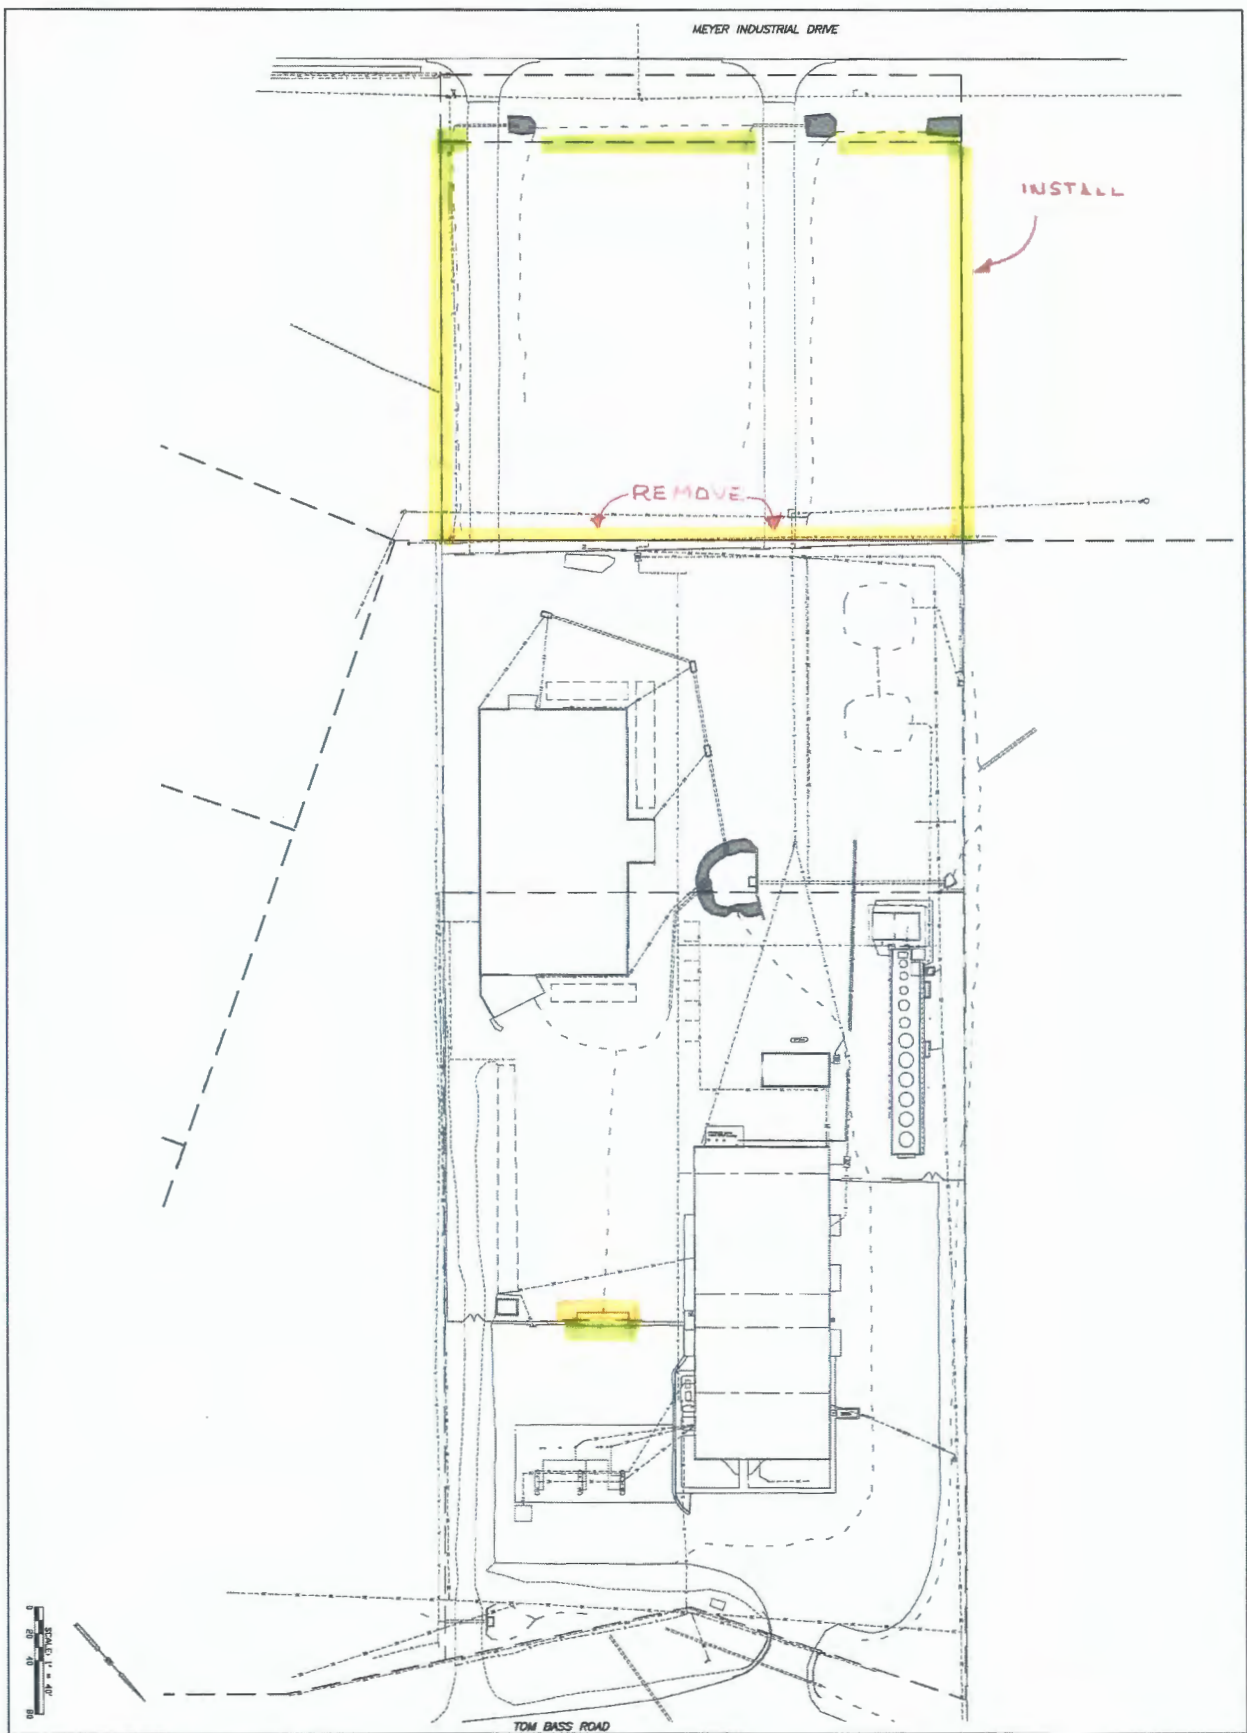 MEYER INDUSTRIAL DRIVE
INSTALL
REMOVE
SCALE: 1" = 40'
0 20 40 80
TOM BASS ROAD